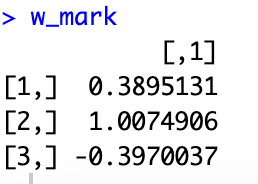 > w_mark
[,1]
[1,] 0.3895131
[2,] 1.0074906
[3,] -0.3970037